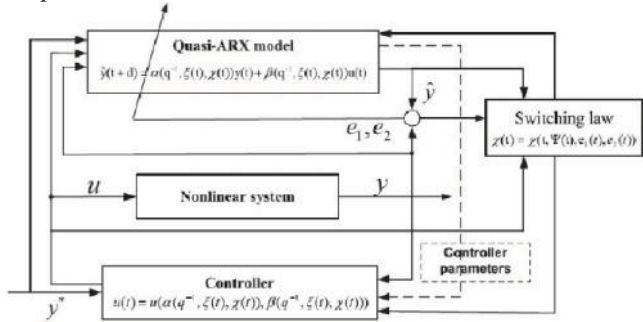 Quasi-ARX model
ŷ(t + d) = α(q⁻¹, ξ(t), χ(t))y(t) + β(q⁻¹, ξ(t), χ(t))u(t)
ŷ
e₁, e₂
Switching law
χ(t) = χ(t, Ψ(t), e₁(t), e₂(t))
u
Nonlinear system
y
Controller
parameters
Controller
u(t) = u(α(q⁻¹, ξ(t), χ(t)), β(q⁻¹, ξ(t), χ(t)))
y*